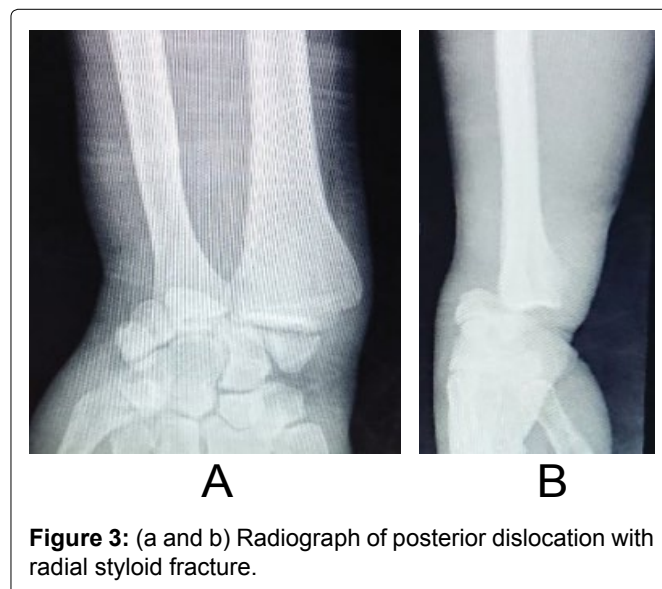 A
B
Figure 3: (a and b) Radiograph of posterior dislocation with
radial styloid fracture.